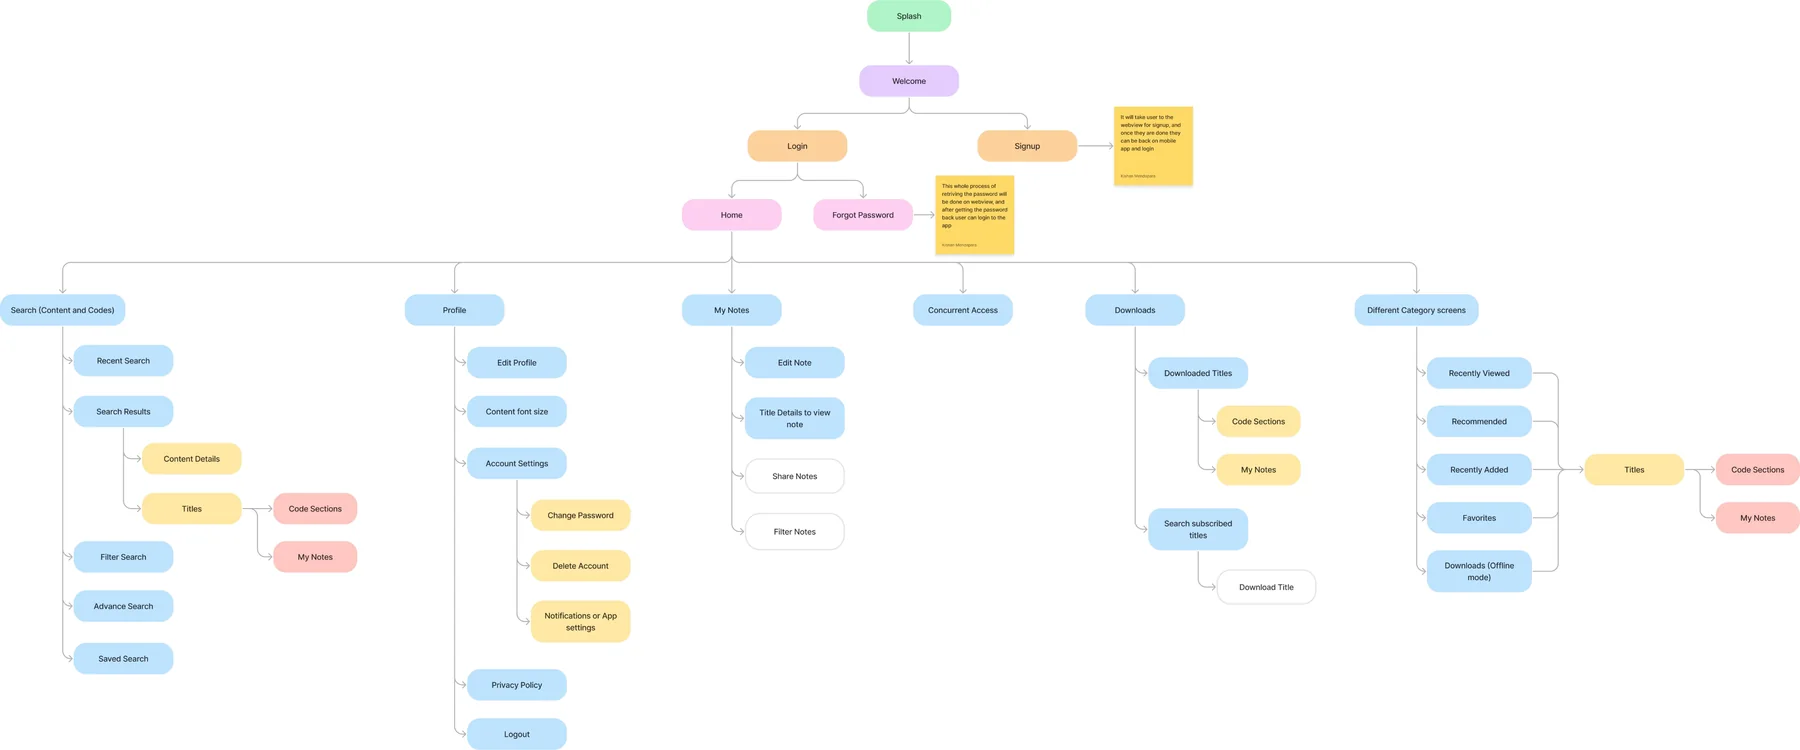 Splash
Welcome
Login
Signup
It will take user to the
webview for signup, and
once they are done they
can be back on mobile
app and login
Home
Forgot Password
This whole process of
retriving the password will
be done on webview, and
after getting the password
back user can login to the
app
Search (Content and Codes)
Profile
My Notes
Concurrent Access
Downloads
Different Category screens
Recent Search
Search Results
Content Details
Titles
Code Sections
My Notes
Filter Search
Advance Search
Saved Search
Edit Profile
Content font size
Account Settings
Change Password
Delete Account
Notifications or App
settings
Privacy Policy
Logout
Edit Note
Title Details to view
note
Share Notes
Filter Notes
Downloaded Titles
Code Sections
My Notes
Search subscribed
titles
Download Title
Recently Viewed
Recommended
Recently Added
Favorites
Downloads (Offline
mode)
Titles
Code Sections
My Notes